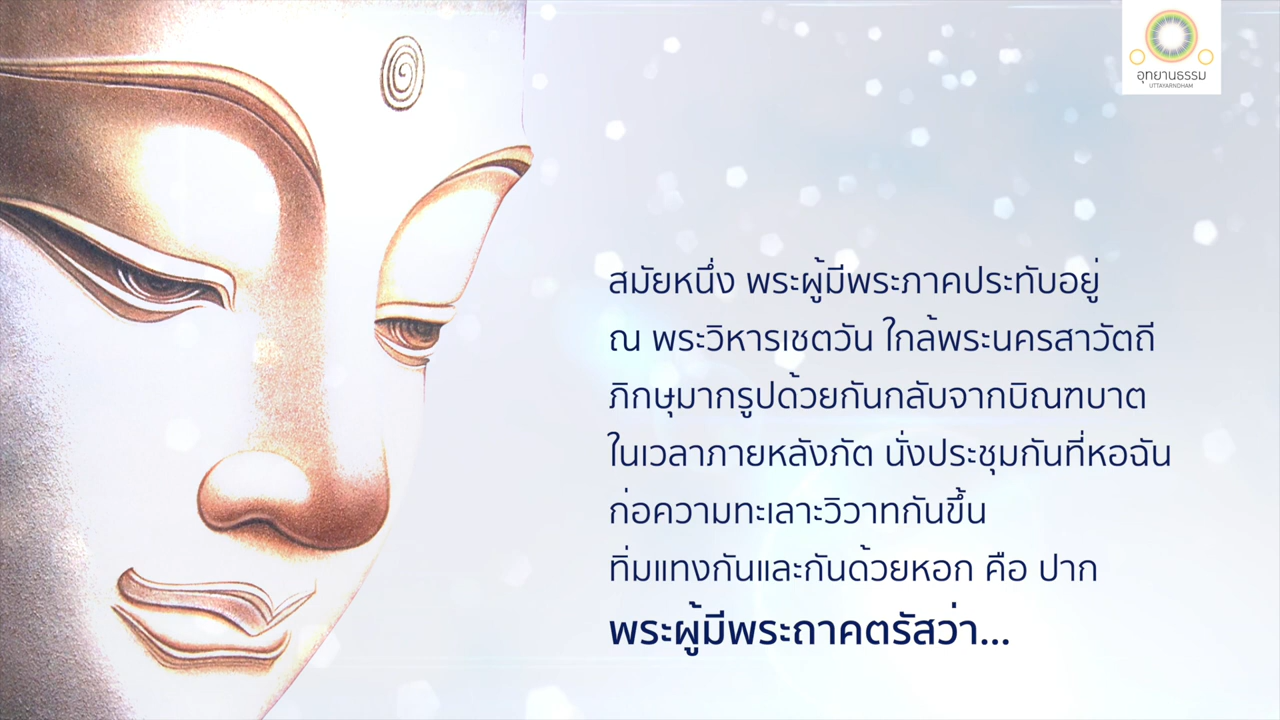 อุทยานธรรม
UTTAYARNDHAM
สมัยหนึ่ง พระผู้มีพระภาคประทับอยู่
ณ พระวิหารเชตวัน ใกล้พระนครสาวัตถี
ภิกษุมากรูปด้วยกันกลับจากบิณฑบาต
ในเวลาภายหลังภัต นั่งประชุมกันที่หอฉัน
ก่อความทะเลาะวิวาทกันขึ้น
ทิ่มแทงกันและกันด้วยหอก คือ ปาก
พระผู้มีพระถาคตรัสว่า...